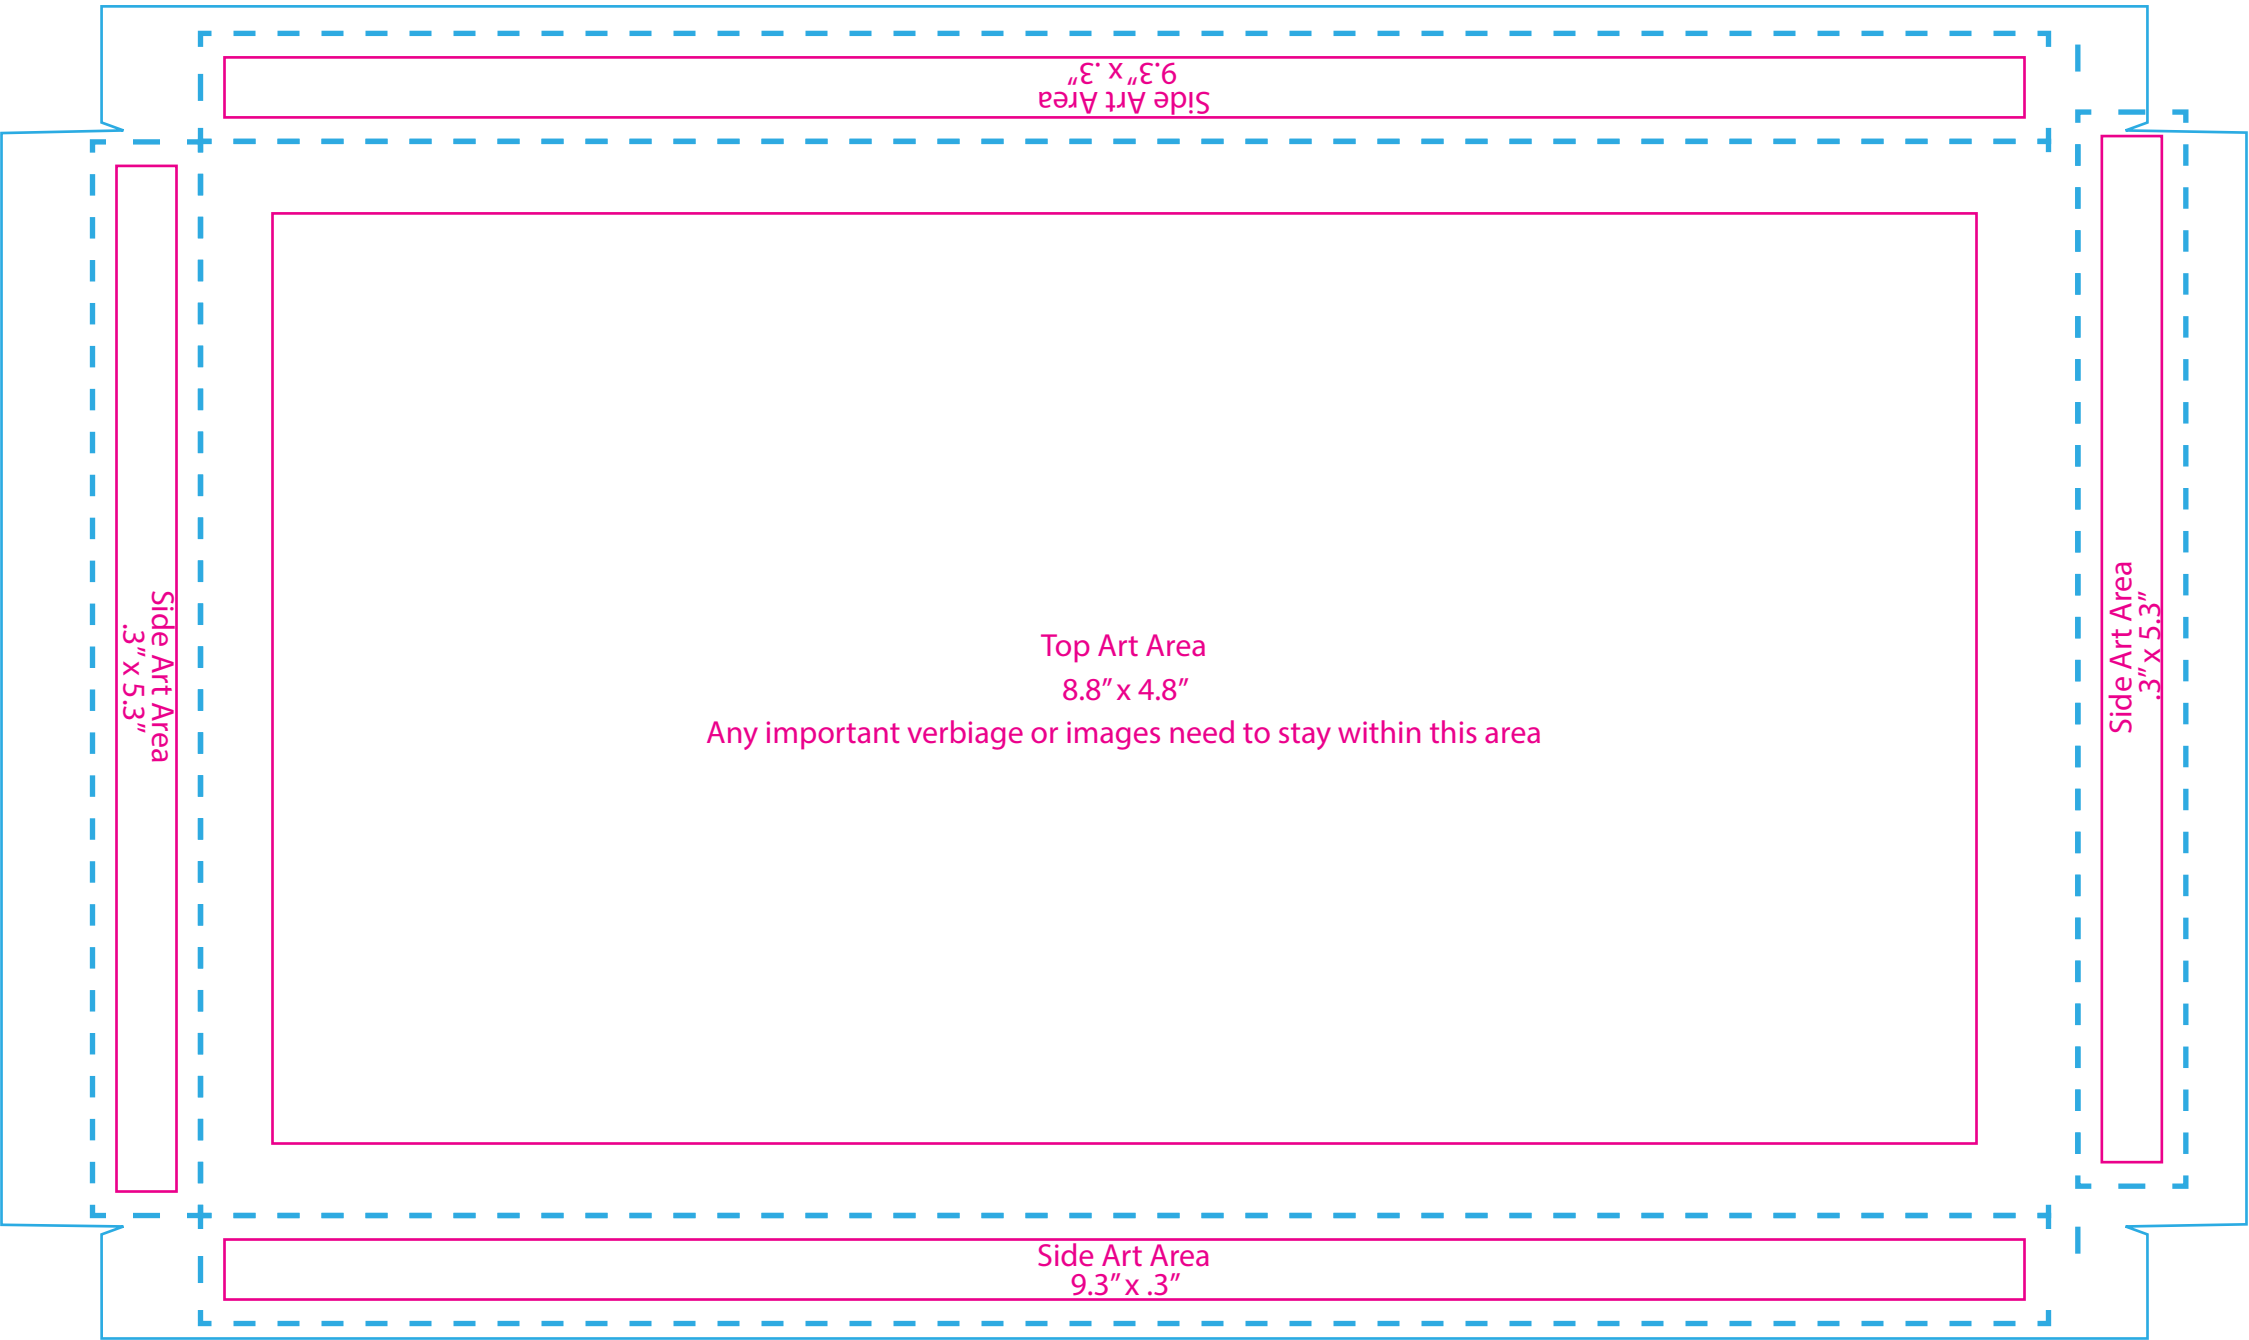 Side Art Area
9.3” x .3”
Side Art Area
.3” x 5.3”
Top Art Area
8.8” x 4.8”
Any important verbiage or images need to stay within this area
Side Art Area
.3” x 5.3”
Side Art Area
9.3” x .3”